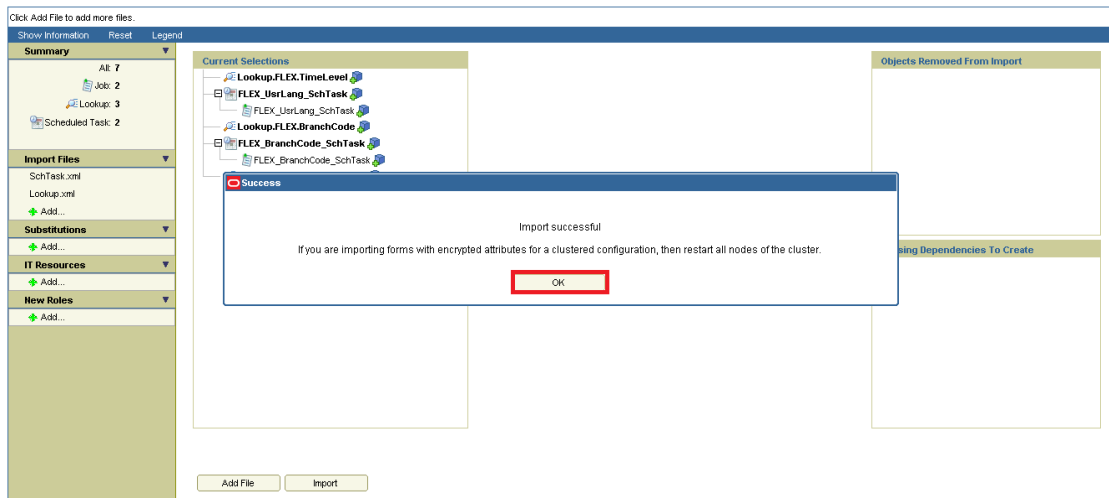 Click Add File to add more files.
Show Information Reset Legend
Summary
All: 7
Job: 2
Lookup: 3
Scheduled Task: 2
Import Files
SchTask.xml
Lookup.xml
Add...
Substitutions
Add...
IT Resources
Add...
New Roles
Add...
Current Selections
Lookup.FLEX.TimeLevel
FLEX_UsrLang_SchTask
FLEX_UsrLang_SchTask
Lookup.FLEX.BranchCode
FLEX_BranchCode_SchTask
FLEX_BranchCode_SchTask
Success
Import successful
If you are importing forms with encrypted attributes for a clustered configuration, then restart all nodes of the cluster.
OK
Objects Removed From Import
Dependencies To Create
Add File Import